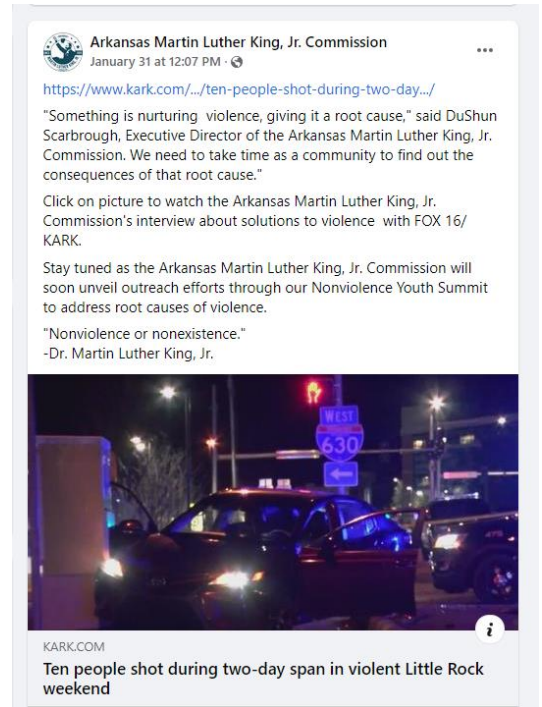 Arkansas Martin Luther King, Jr. Commission
January 31 at 12:07 PM ·
https://www.kark.com/.../ten-people-shot-during-two-day.../
"Something is nurturing violence, giving it a root cause," said DuShun
Scarbrough, Executive Director of the Arkansas Martin Luther King, Jr.
Commission. We need to take time as a community to find out the
consequences of that root cause."
Click on picture to watch the Arkansas Martin Luther King, Jr.
Commission's interview about solutions to violence with FOX 16/
KARK.
Stay tuned as the Arkansas Martin Luther King, Jr. Commission will
soon unveil outreach efforts through our Nonviolence Youth Summit
to address root causes of violence.
"Nonviolence or nonexistence."
-Dr. Martin Luther King, Jr.
WEST
630
i
KARK.COM
Ten people shot during two-day span in violent Little Rock
weekend